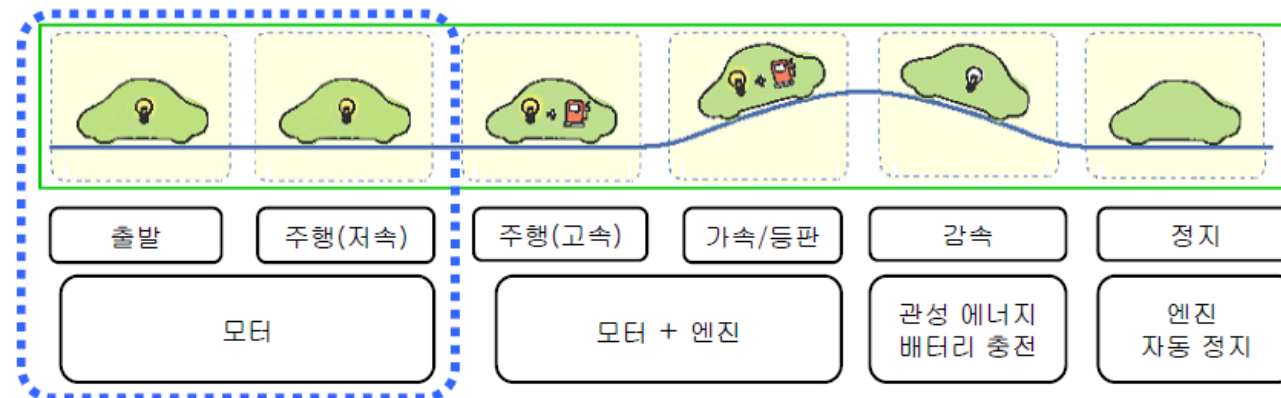 출발
주행(저속)
주행(고속)
가속/등판
감속
정지
모터
모터 + 엔진
관성 에너지
배터리 충전
엔진
자동 정지